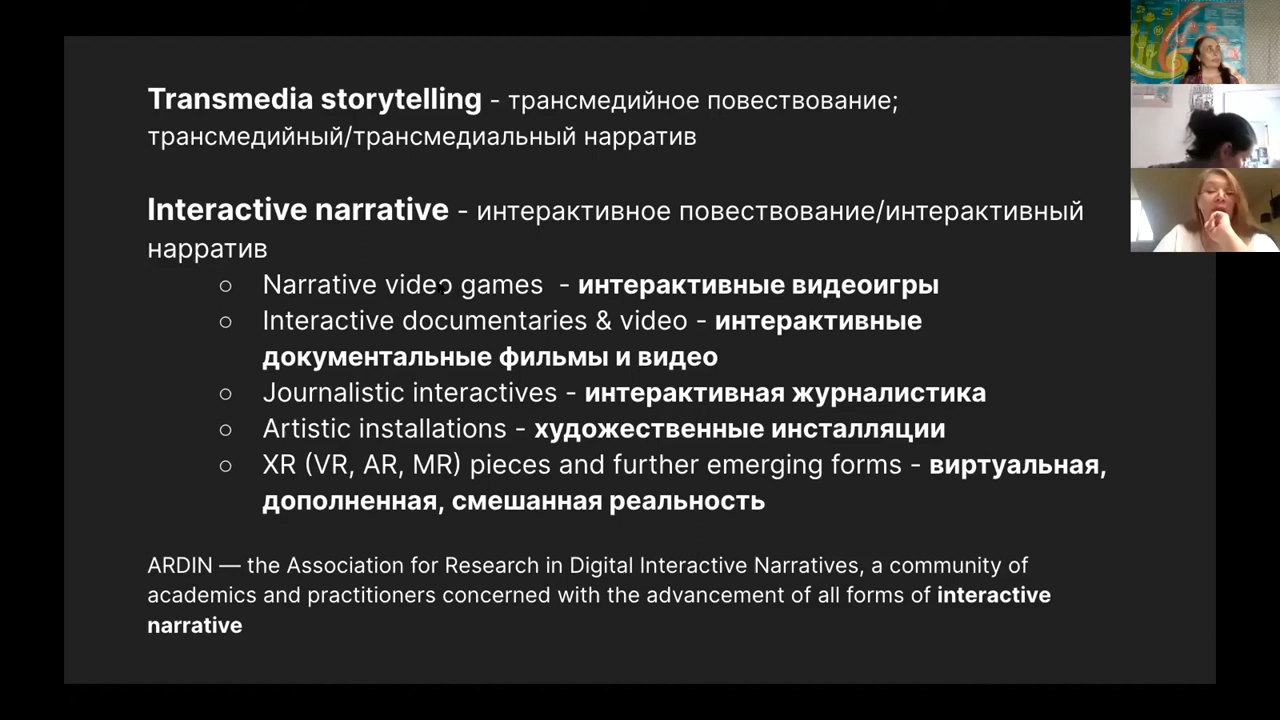 Transmedia storytelling - трансмедийное повествование;
трансмедийный/трансмедиальный нарратив
Interactive narrative - интерактивное повествование/интерактивный
нарратив
○ Narrative video games - интерактивные видеоигры
○ Interactive documentaries & video - интерактивные
документальные фильмы и видео
○ Journalistic interactives - интерактивная журналистика
○ Artistic installations - художественные инсталляции
○ XR (VR, AR, MR) pieces and further emerging forms - виртуальная,
дополненная, смешанная реальность
ARDIN — the Association for Research in Digital Interactive Narratives, a community of
academics and practitioners concerned with the advancement of all forms of interactive
narrative